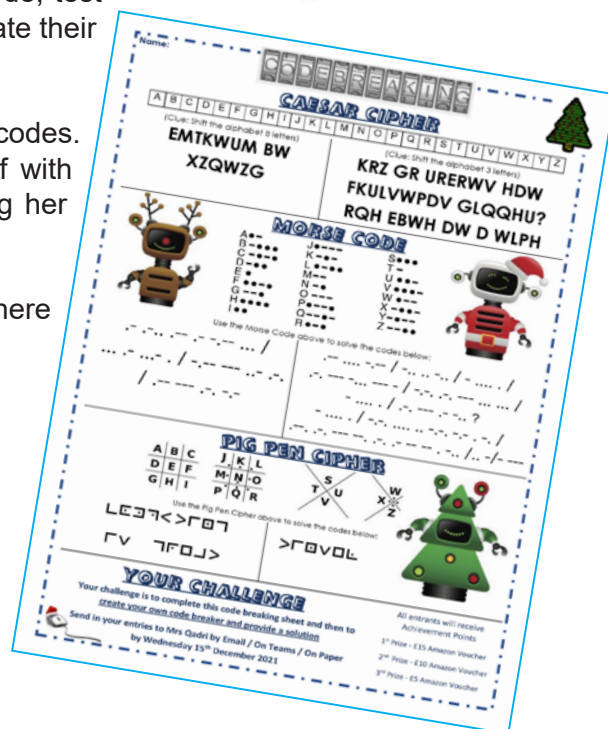 ate their
codes.
f with
g her
here
Name:
CODEBREAKING
CAESAR CIPHER
A B C D E F G H I J K L M N O P Q R S T U V W X Y Z
(Clue: Shift the alphabet 8 letters)
EMTKWUM BW
XZQWZG
(Clue: Shift the alphabet 3 letters)
KRZ GR URERWV HDW
FKULVWPDV GLQQHU?
RQH EBWH DW D WLPH
MORSE CODE
A
B
C
D
E
F
G
H
I
J
K
L
M
N
O
P
Q
R
S
T
U
V
W
X
Y
Z
Use the Morse Code above to solve the codes below:
PIG PEN CIPHER
A B C
D E F
G H I
J K L
M N O
P Q R
S
T U
V
W
X Y
Z
Use the Pig Pen Cipher above to solve the codes below:
YOUR CHALLENGE
Your challenge is to complete this code breaking sheet and then to
create your own code breaker and provide a solution
Send in your entries to Mrs Qadri by Email / On Teams / On Paper
by Wednesday 15th December 2021
All entrants will receive
Achievement Points
1st Prize - £15 Amazon Voucher
2nd Prize - £10 Amazon Voucher
3rd Prize - £5 Amazon Voucher